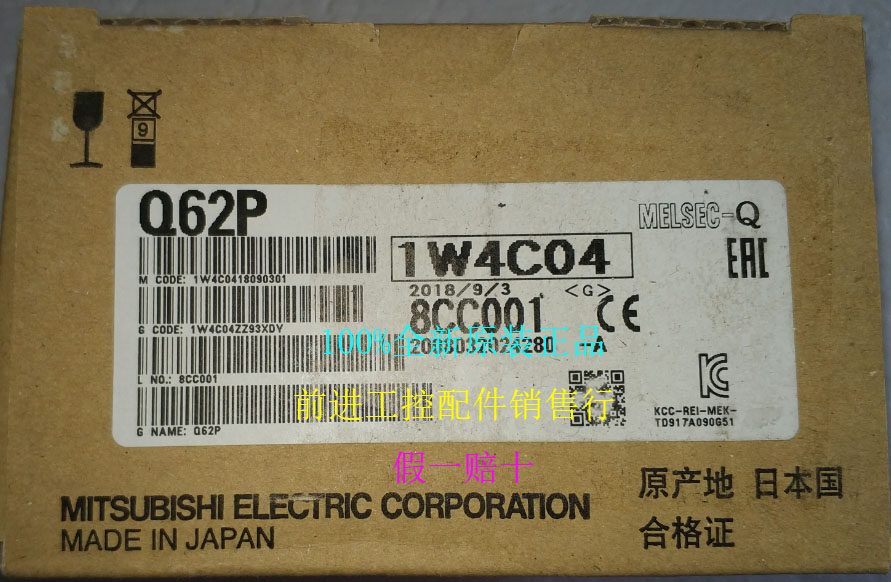 9
Q62P
MELSEC-Q
M CODE: 1W4C0418090301
1W4C04
EAC
2018/9/3 <G>
8CC001 CE
G CODE: 1W4C04ZZ93XDY
100%全新原装正品
-A
L NO.: 8CC001
前进工控配件销售行
KCC-REI-MEK-
TD917A090G51
G NAME: Q62P
假一赔十
原产地 日本国
MITSUBISHI ELECTRIC CORPORATION
MADE IN JAPAN
合格证